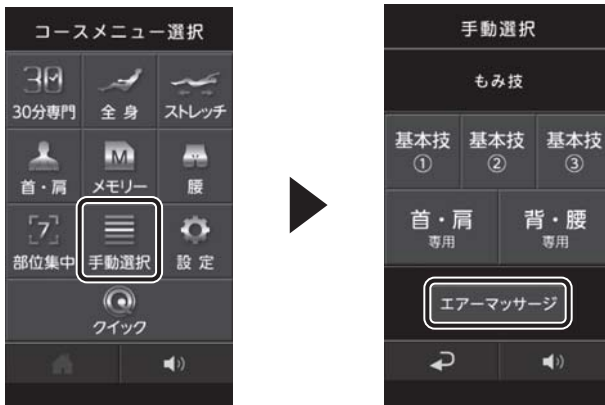 コースメニュー選択
30
30分専門 全身 ストレッチ
M
首・肩 メモリー 腰
7
部位集中 手動選択 設定
クイック
手動選択
もみ技
基本技 基本技 基本技
① ② ③
首・肩 背・腰
専用 専用
エアーマッサージ